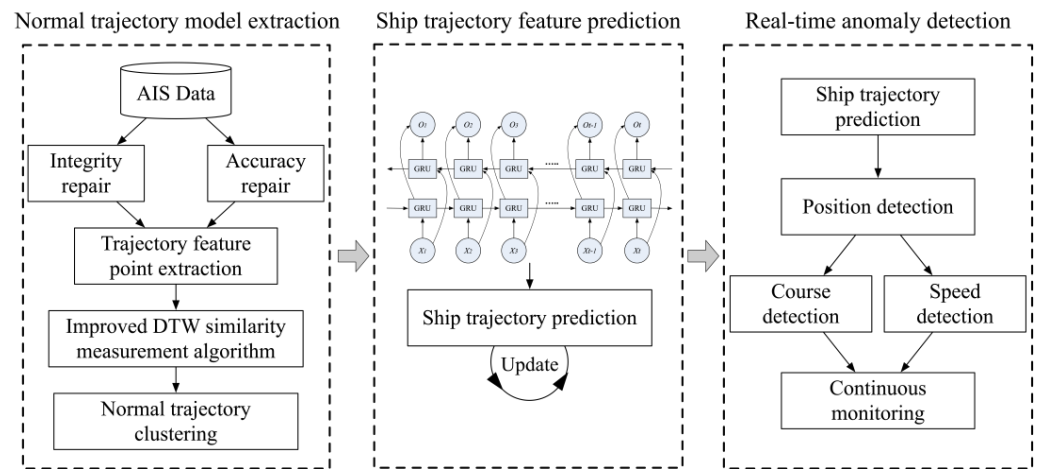 Normal trajectory model extraction
AIS Data
Integrity
repair
Accuracy
repair
Trajectory feature
point extraction
Improved DTW similarity
measurement algorithm
Normal trajectory
clustering
Ship trajectory feature prediction
O1 O2 O3 Ot-1 Ot
GRU GRU GRU ..... GRU GRU
GRU GRU GRU ..... GRU GRU
X1 X2 X3 Xt-1 Xt
Ship trajectory prediction
Update
Real-time anomaly detection
Ship trajectory
prediction
Position detection
Course
detection
Speed
detection
Continuous
monitoring